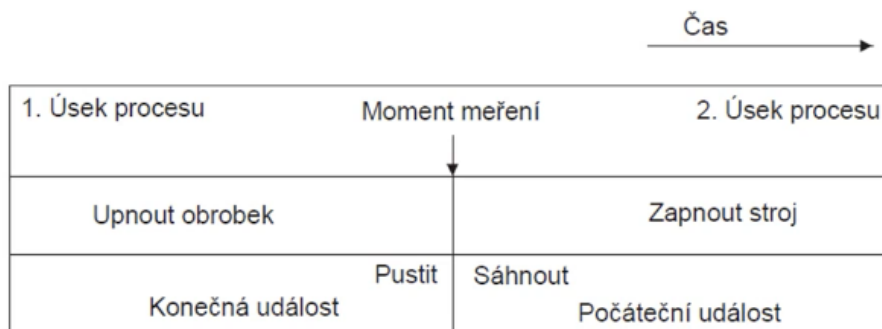 Čas
1. Úsek procesu Moment meření 2. Úsek procesu
Upnout obrobek Zapnout stroj
Pustit Sáhnout
Konečná událost Počáteční událost